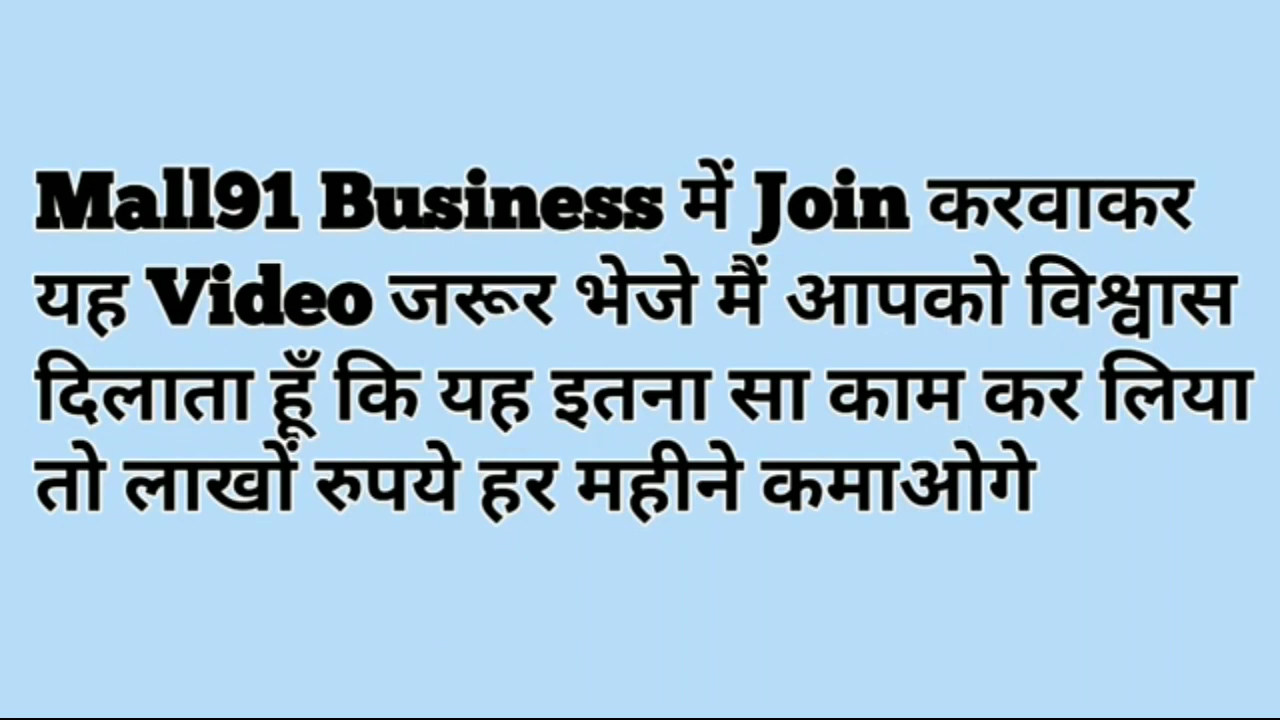 Mall91 Business में Join करवाकर
यह Video जरूर भेजे मैं आपको विश्वास
दिलाता हूँ कि यह इतना सा काम कर लिया
तो लाखों रुपये हर महीने कमाओगे